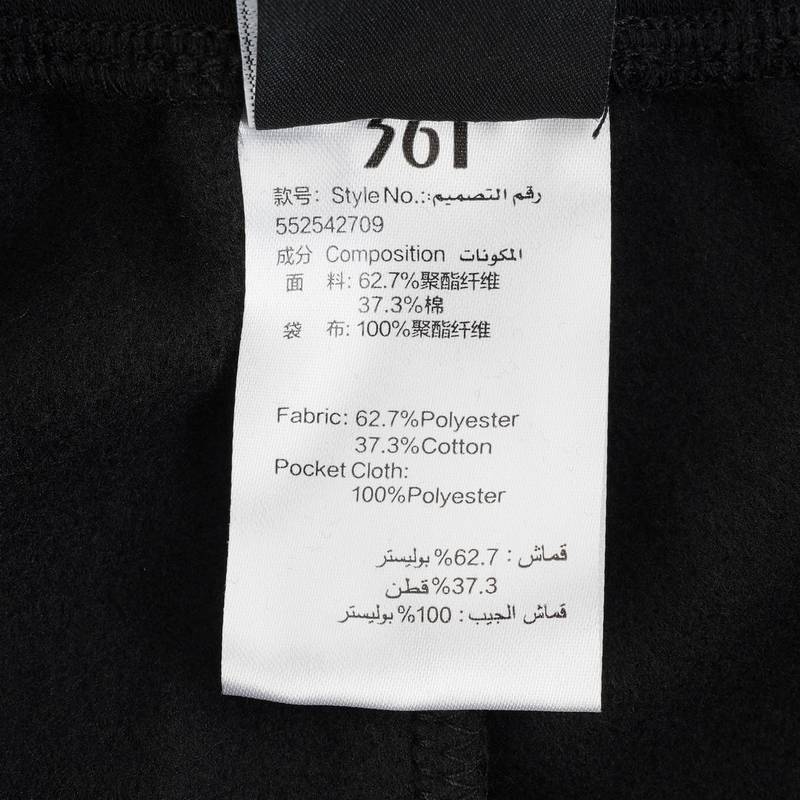 361
款号: Style No.:رقم التصميم:
552542709
成分 Composition المكونات
面 料: 62.7%聚酯纤维
37.3%棉
袋 布: 100%聚酯纤维
Fabric: 62.7%Polyester
37.3%Cotton
Pocket Cloth:
100%Polyester
قماش : 62.7%بوليستر
37.3%قطن
قماش الجيب : 100%بوليستر